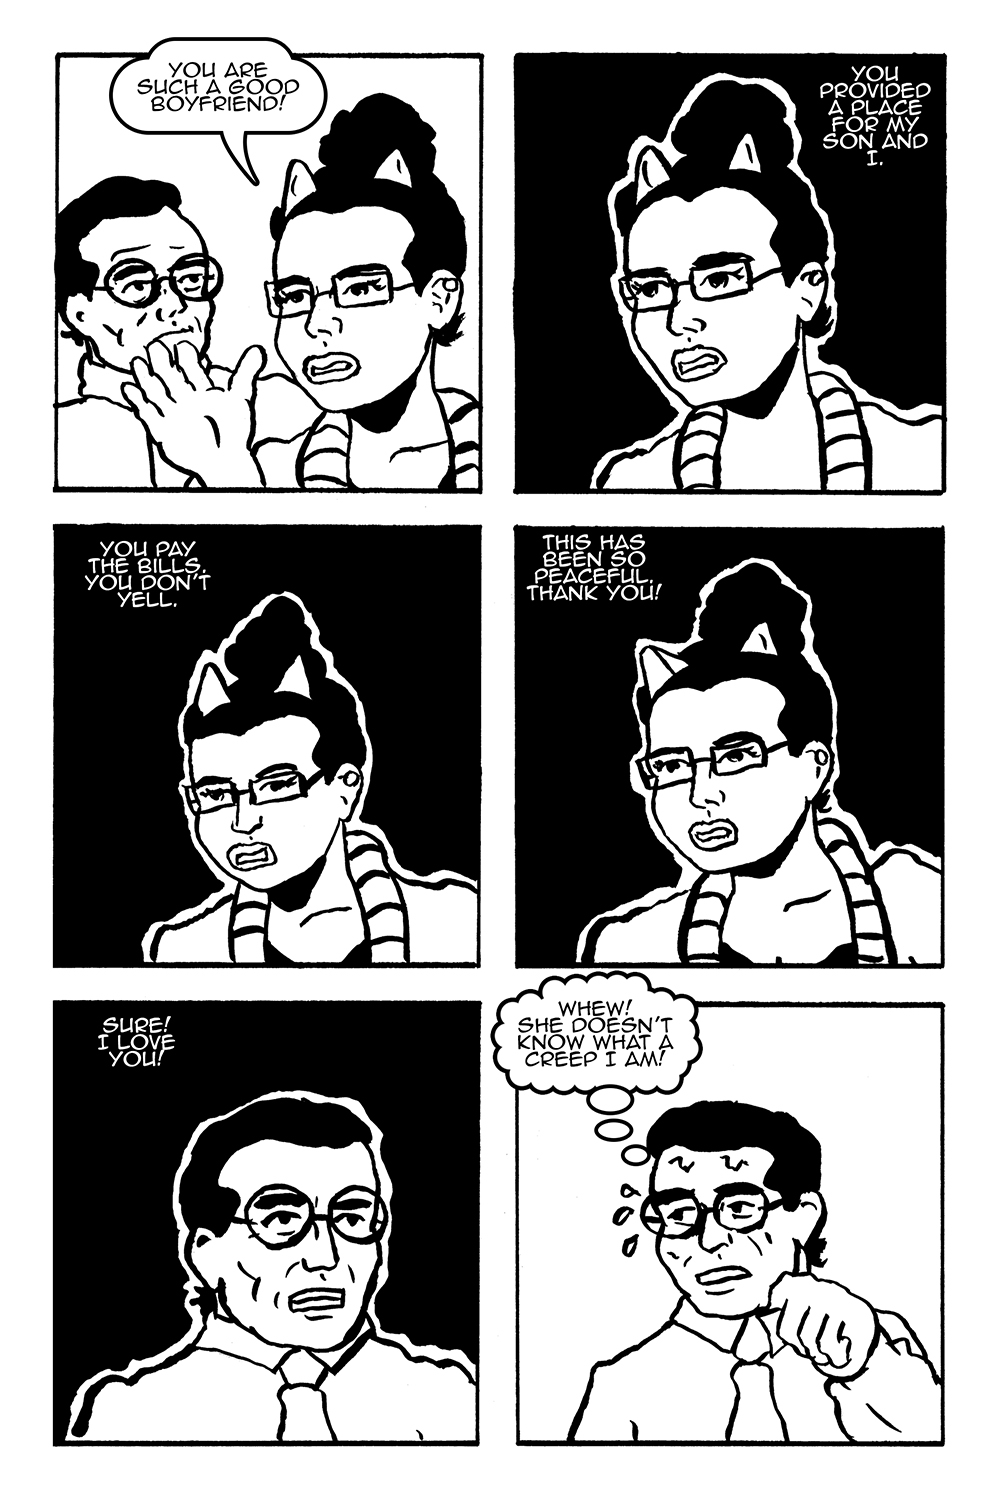 YOU ARE
SUCH A GOOD
BOYFRIEND!
YOU
PROVIDED
A PLACE
FOR MY
SON AND
I.
YOU PAY
THE BILLS.
YOU DON'T
YELL.
THIS HAS
BEEN SO
PEACEFUL.
THANK YOU!
SURE!
I LOVE
YOU!
WHEW!
SHE DOESN'T
KNOW WHAT A
CREEP I AM!